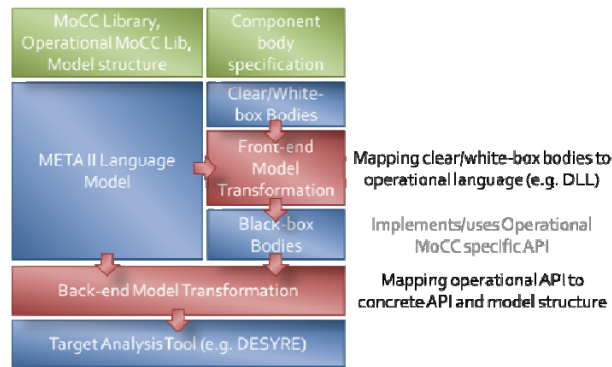 MoCC Library,
Operational MoCC Lib,
Model structure
Component
body
specification
Clear/White-
box Bodies
META II Language
Model
Front-end
Model
Transformation
Mapping clear/white-box bodies to
operational language (e.g. DLL)
Black-box
Bodies
Implements/uses Operational
MoCC specific API
Back-end Model Transformation
Mapping operational API to
concrete API and model structure
Target Analysis Tool (e.g. DESYRE)